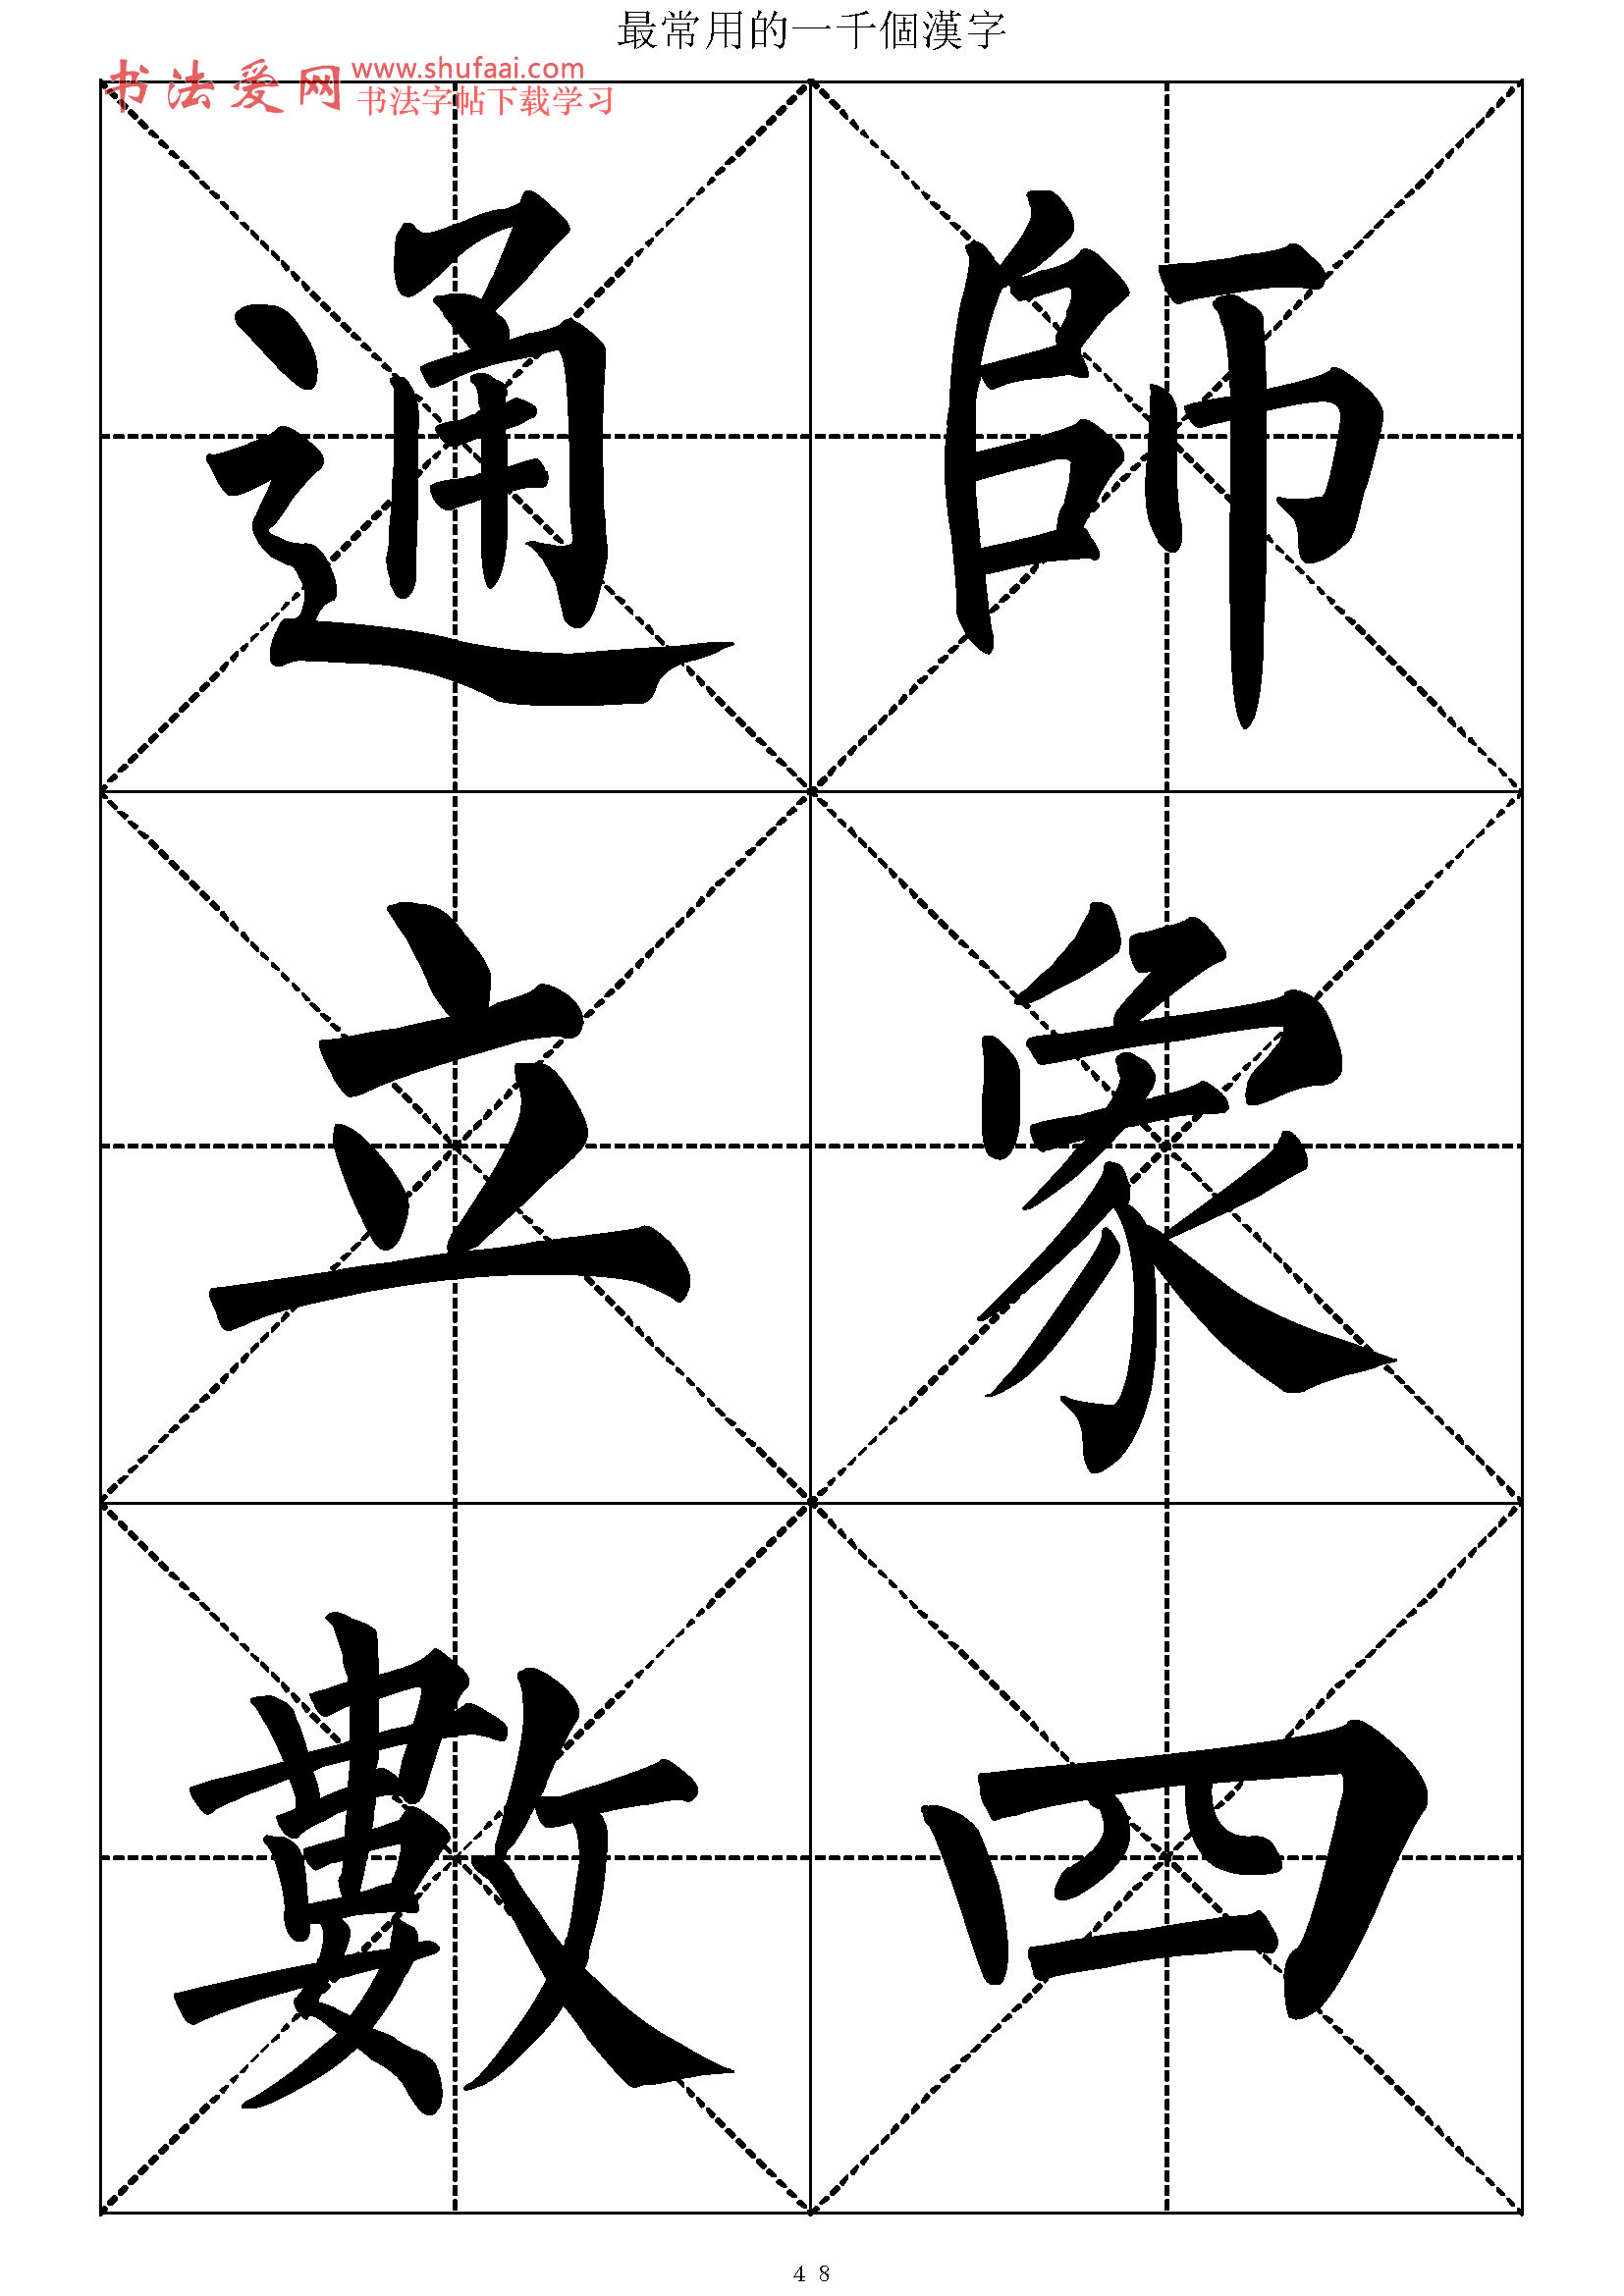 最常用的一千個漢字
书法爱网 www.shufaai.com
书法字帖下载学习
通 師
立 象
數 四
48